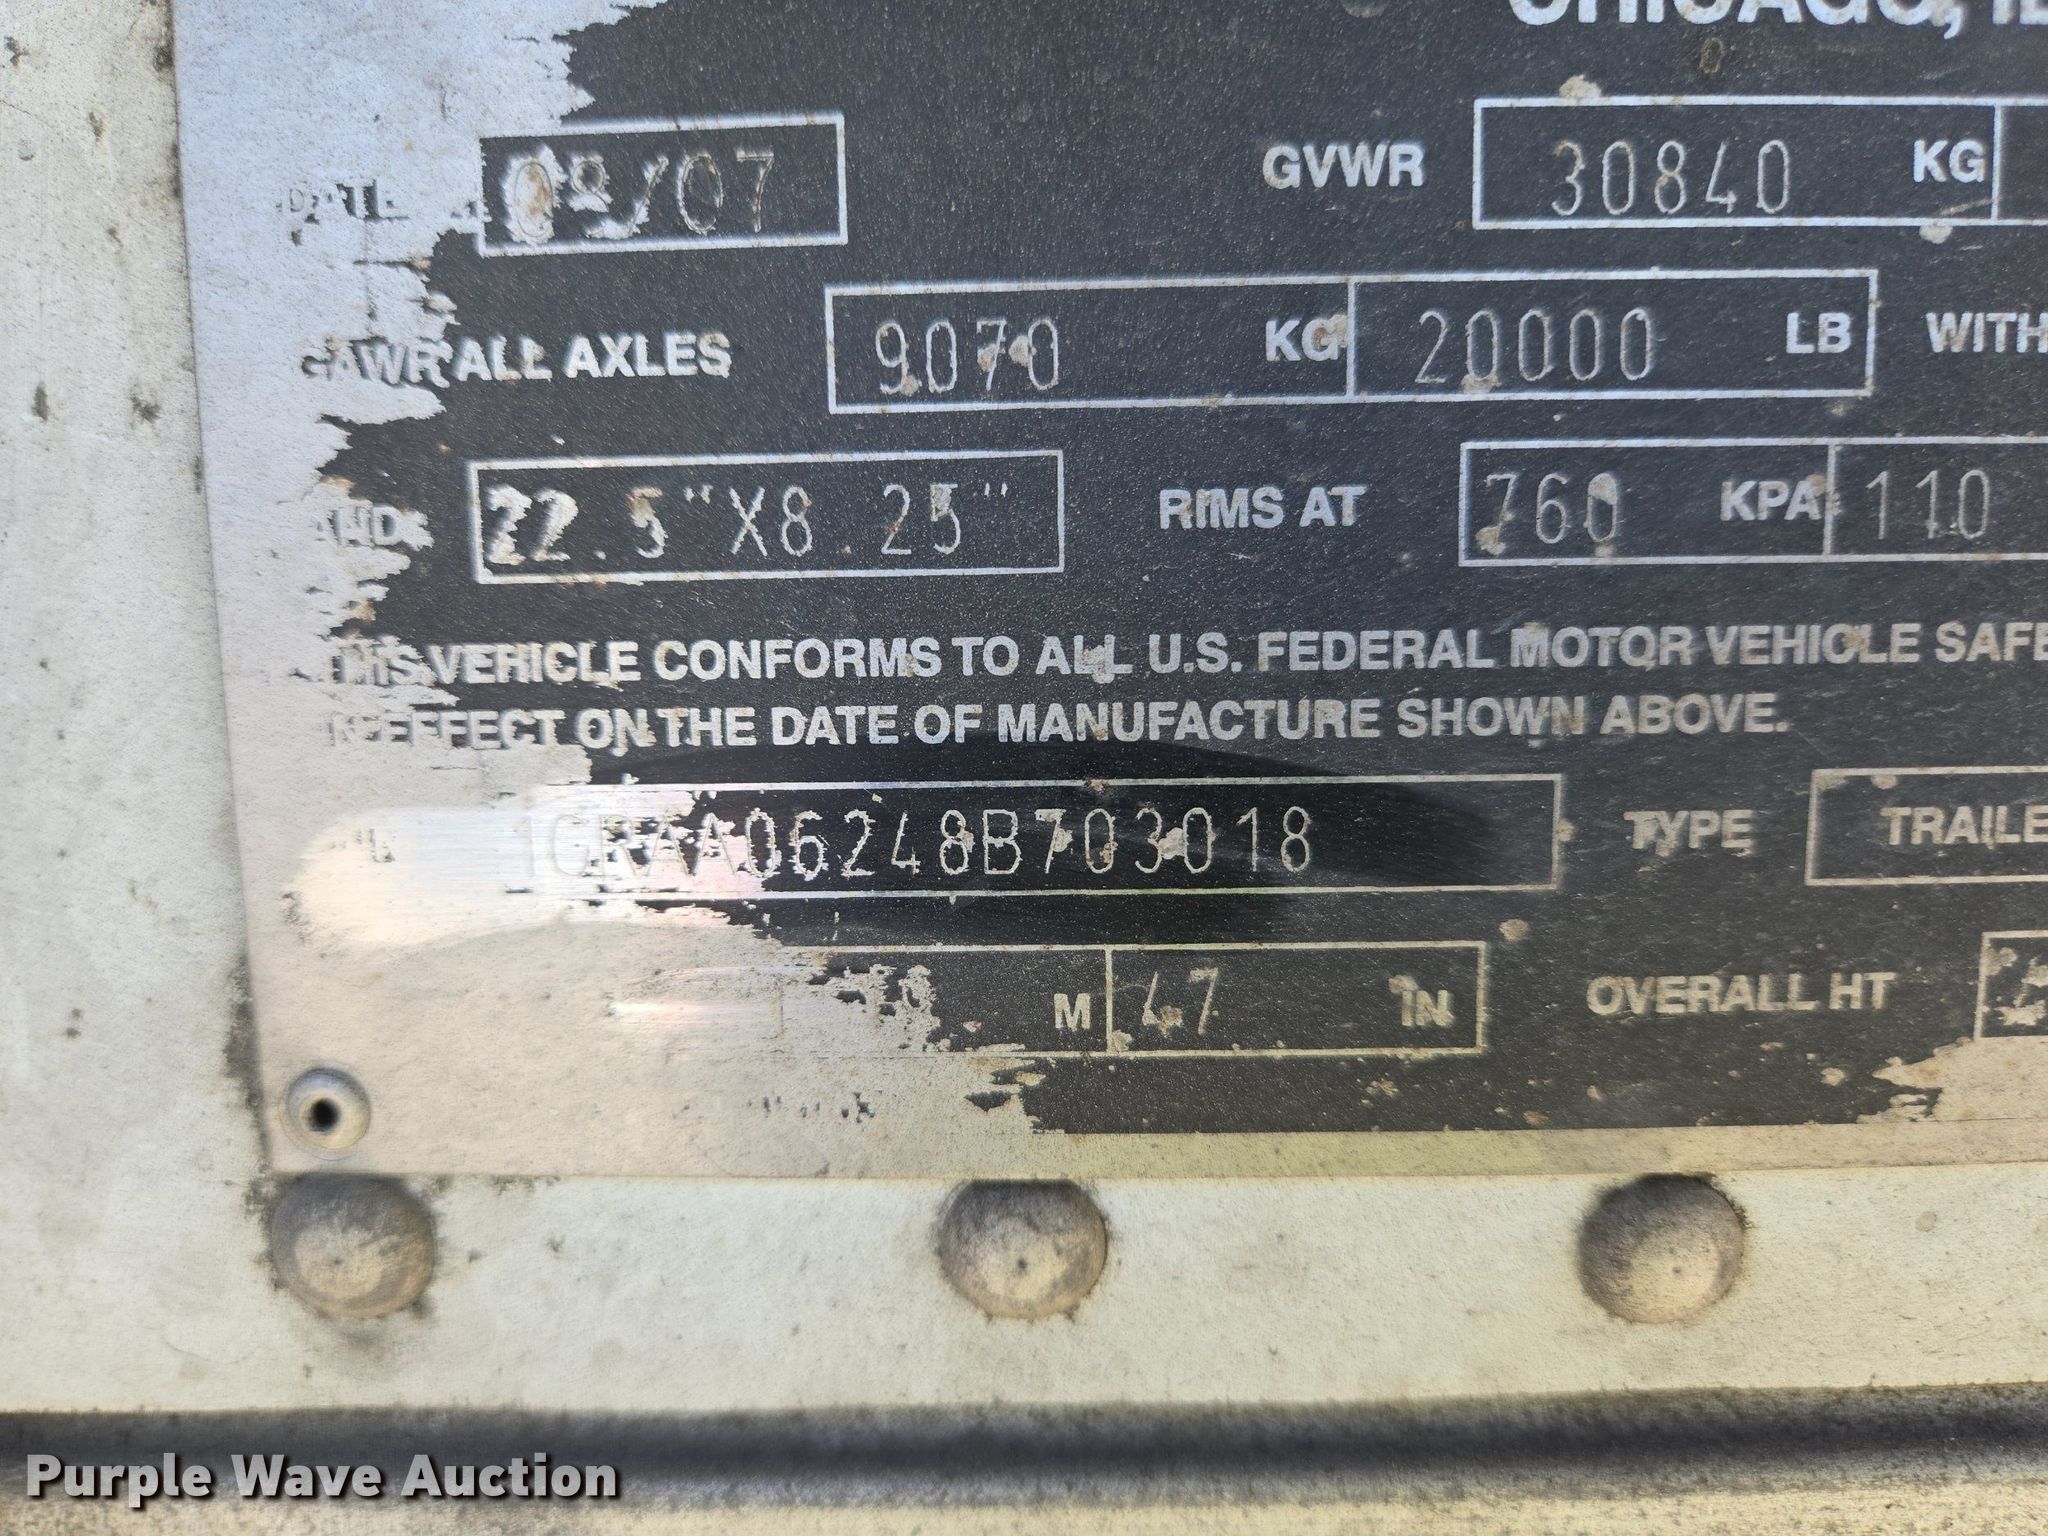 CHICAGO, IL
DATE 08/07 GVWR 30840 KG
GAWR ALL AXLES 9070 KG 20000 LB WITH
AND 22.5"X8.25" RIMS AT 760 KPA 110
THIS VEHICLE CONFORMS TO ALL U.S. FEDERAL MOTOR VEHICLE SAFE
IN EFFECT ON THE DATE OF MANUFACTURE SHOWN ABOVE.
VIN 1GRAA06248B703018 TYPE TRAILE
M 47 IN OVERALL HT
Purple Wave Auction